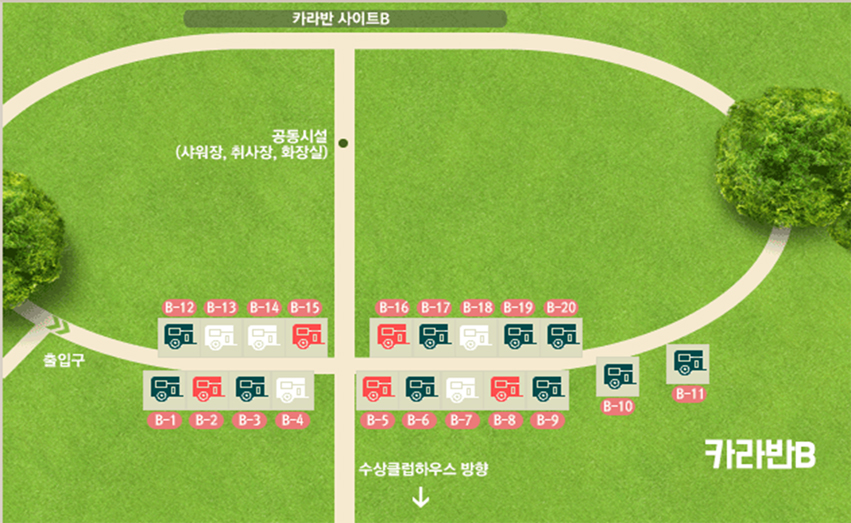 카라반 사이트B
공동시설
(샤워장, 취사장, 화장실)
B-12 B-13 B-14 B-15 B-16 B-17 B-18 B-19 B-20
출입구
B-1 B-2 B-3 B-4 B-5 B-6 B-7 B-8 B-9 B-10 B-11
카라반B
수상클럽하우스 방향